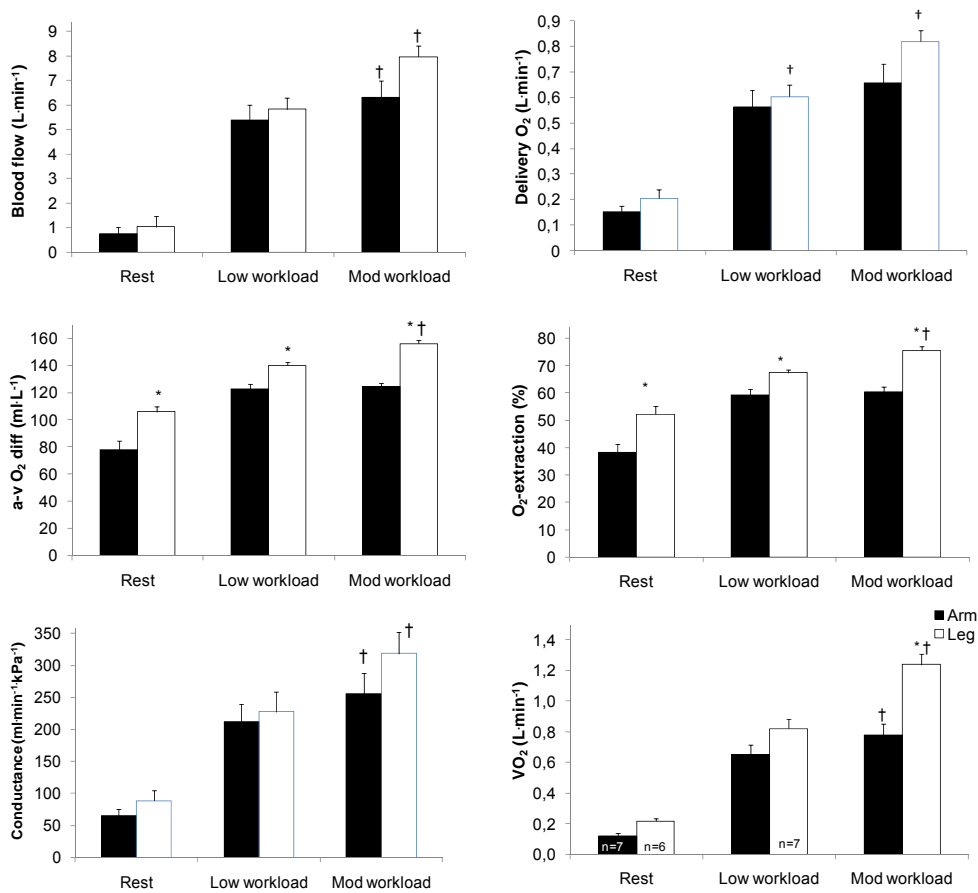 Blood flow (L·min⁻¹)
9
8
7
6
5
4
3
2
1
0
†
†
Rest
Low workload
Mod workload
Delivery O₂ (L·min⁻¹)
0,9
0,8
0,7
0,6
0,5
0,4
0,3
0,2
0,1
0
†
†
Rest
Low workload
Mod workload
a-v O₂ diff (ml·L⁻¹)
160
140
120
100
80
60
40
20
0
*
*
* †
Rest
Low workload
Mod workload
O₂-extraction (%)
80
70
60
50
40
30
20
10
0
*
*
* †
Rest
Low workload
Mod workload
Conductance (ml·min⁻¹·kPa⁻¹)
350
300
250
200
150
100
50
0
†
†
Rest
Low workload
Mod workload
Arm
Leg
VO₂ (L·min⁻¹)
1,4
1,2
1,0
0,8
0,6
0,4
0,2
0,0
†
* †
n=7
n=6
n=7
Rest
Low workload
Mod workload